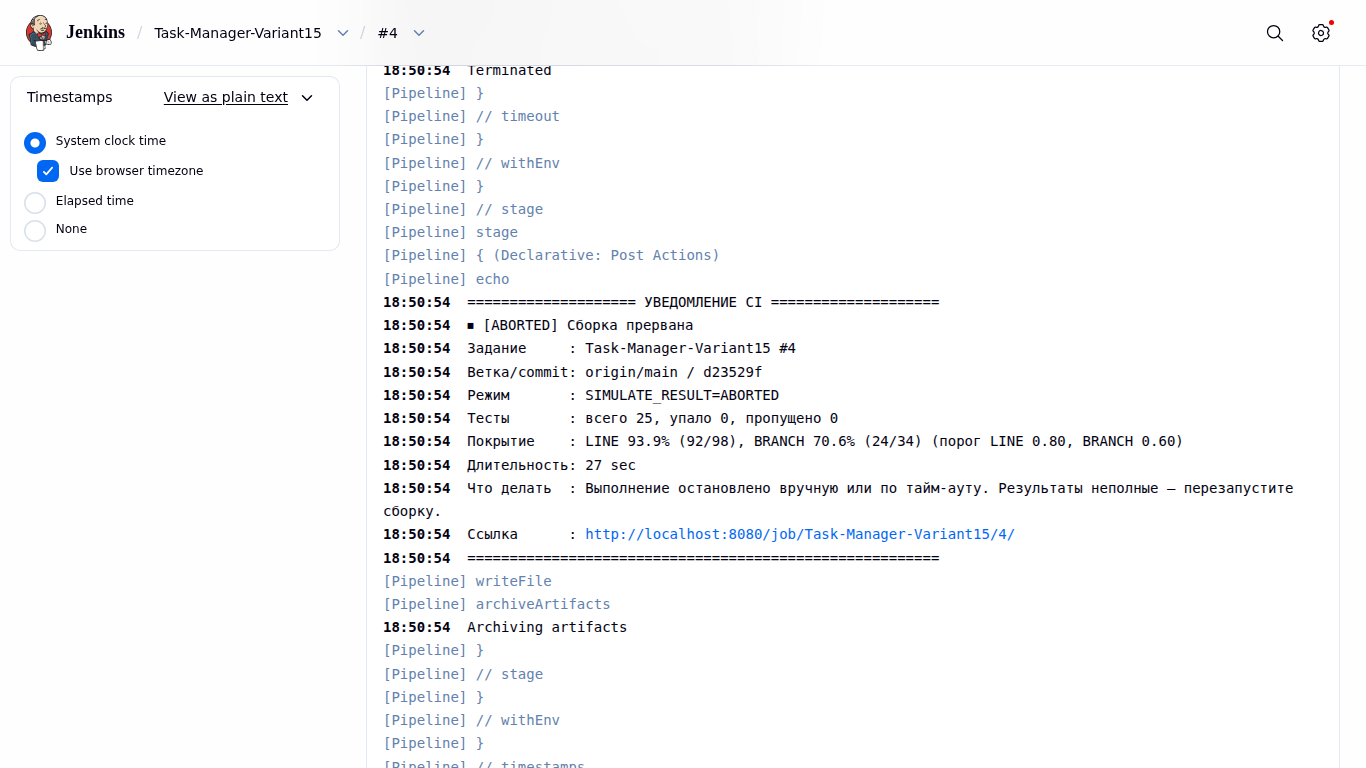 Jenkins / Task-Manager-Variant15 / #4
Timestamps View as plain text
System clock time
Use browser timezone
Elapsed time
None
18:50:54 Terminated
[Pipeline] }
[Pipeline] // timeout
[Pipeline] }
[Pipeline] // withEnv
[Pipeline] }
[Pipeline] // stage
[Pipeline] stage
[Pipeline] { (Declarative: Post Actions)
[Pipeline] echo
18:50:54 ==================== УВЕДОМЛЕНИЕ CI ====================
18:50:54 ▪ [ABORTED] Сборка прервана
18:50:54 Задание : Task-Manager-Variant15 #4
18:50:54 Ветка/commit: origin/main / d23529f
18:50:54 Режим : SIMULATE_RESULT=ABORTED
18:50:54 Тесты : всего 25, упало 0, пропущено 0
18:50:54 Покрытие : LINE 93.9% (92/98), BRANCH 70.6% (24/34) (порог LINE 0.80, BRANCH 0.60)
18:50:54 Длительность: 27 sec
18:50:54 Что делать : Выполнение остановлено вручную или по тайм-ауту. Результаты неполные — перезапустите
сборку.
18:50:54 Ссылка : http://localhost:8080/job/Task-Manager-Variant15/4/
18:50:54 ========================================================
[Pipeline] writeFile
[Pipeline] archiveArtifacts
18:50:54 Archiving artifacts
[Pipeline] }
[Pipeline] // stage
[Pipeline] }
[Pipeline] // withEnv
[Pipeline] }
[Pipeline] // timestamps